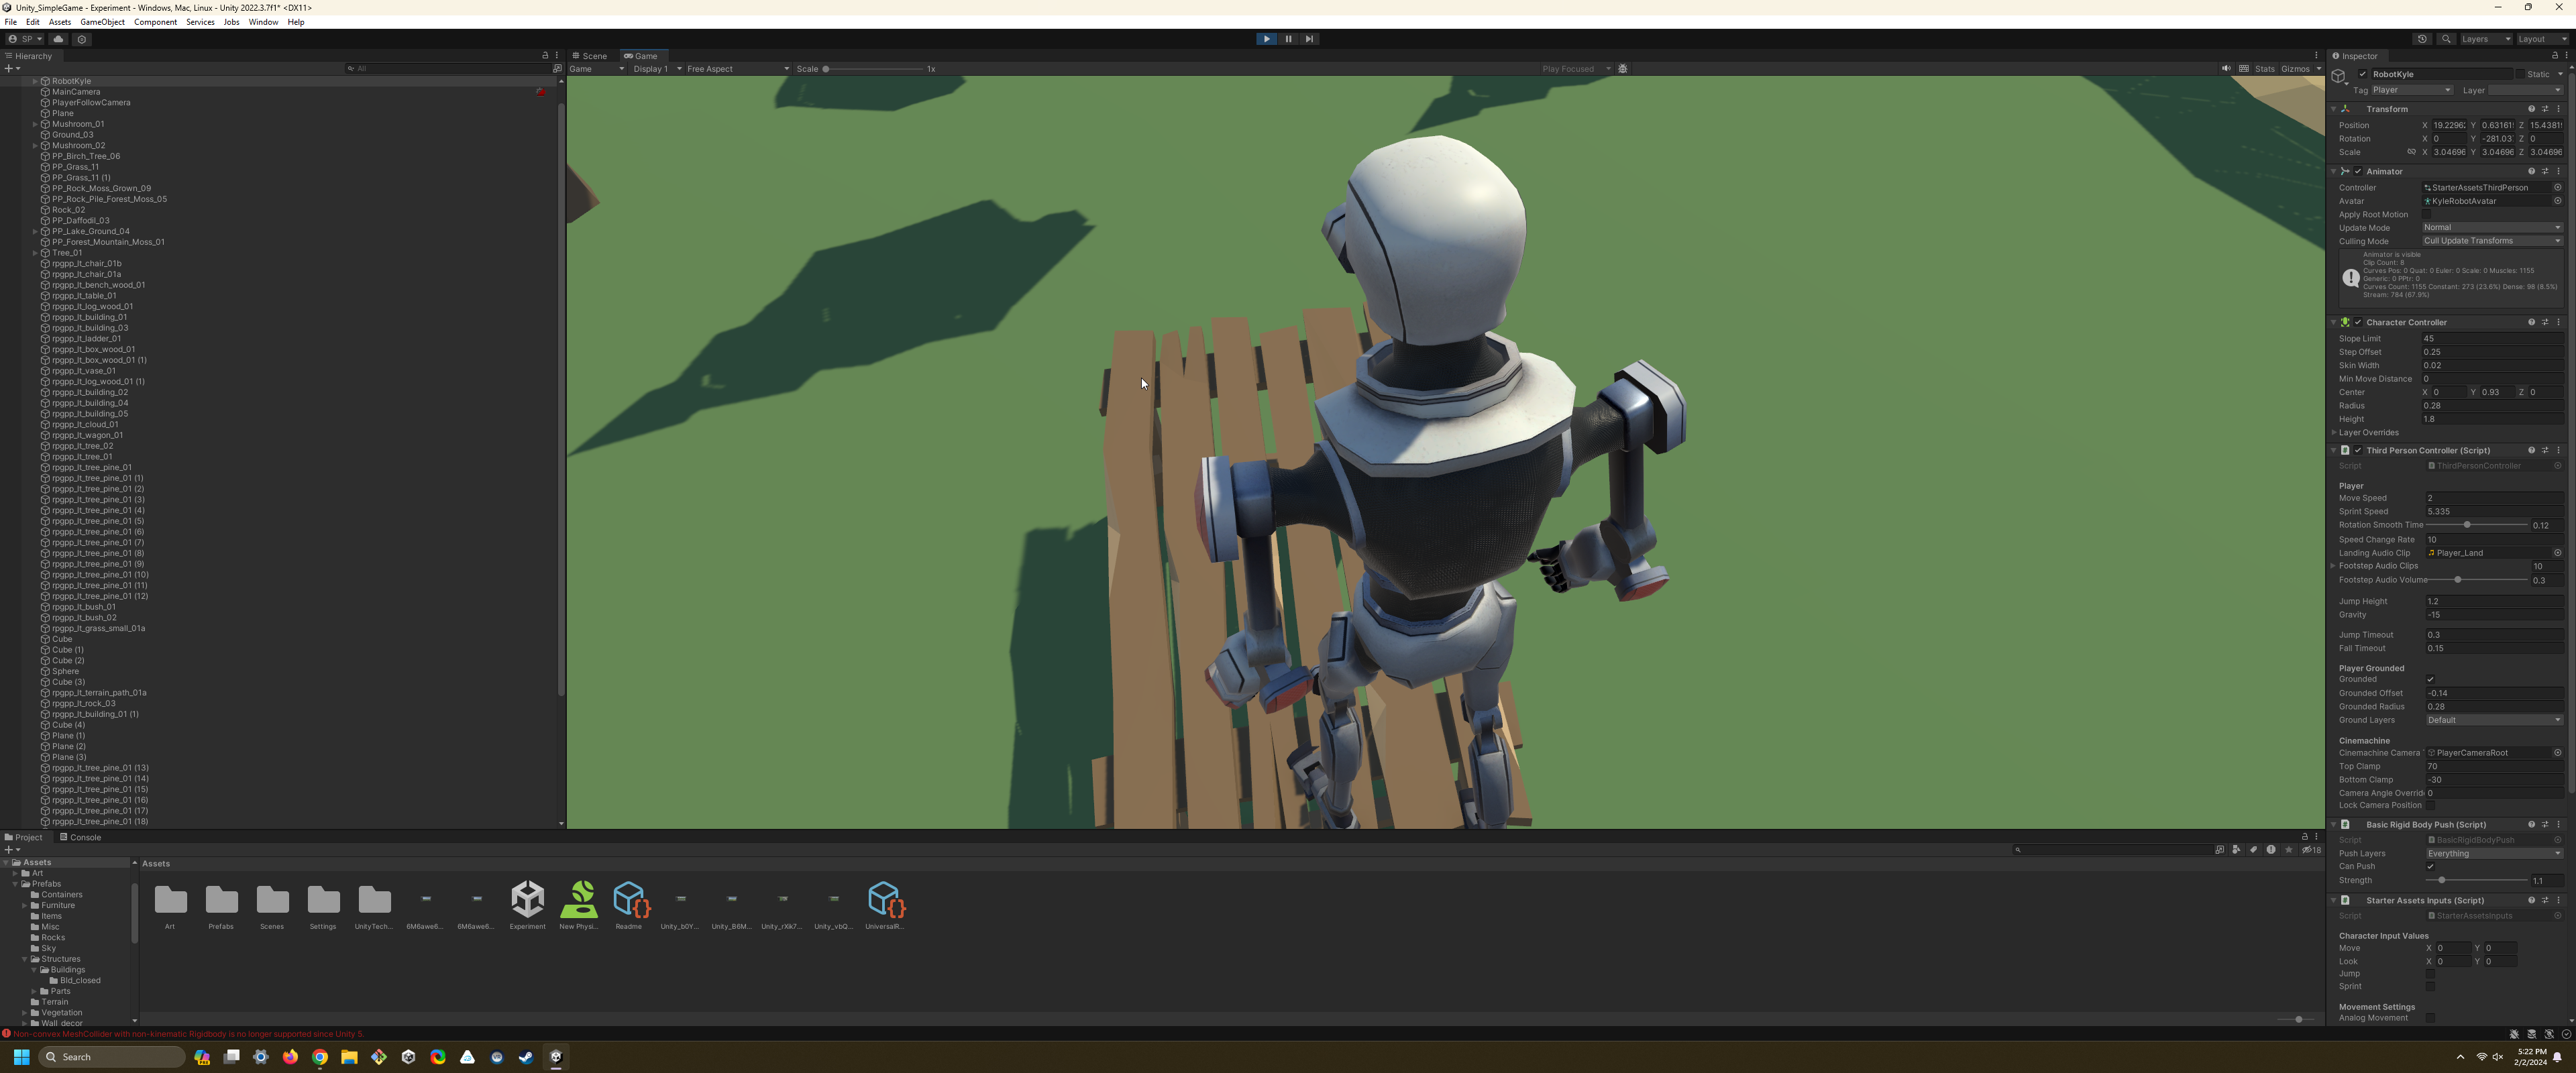 Unity_SimpleGame - Experiment - Windows, Mac, Linux - Unity 2022.3.7f1* <DX11>
File Edit Assets GameObject Component Services Jobs Window Help
SP Layers Layout
Hierarchy
All
RobotKyle
MainCamera
PlayerFollowCamera
Plane
Mushroom_01
Ground_03
Mushroom_02
PP_Birch_Tree_06
PP_Grass_11
PP_Grass_11 (1)
PP_Rock_Moss_Grown_09
PP_Rock_Pile_Forest_Moss_05
Rock_02
PP_Daffodil_03
PP_Lake_Ground_04
PP_Forest_Mountain_Moss_01
Tree_01
rpgpp_lt_chair_01b
rpgpp_lt_chair_01a
rpgpp_lt_bench_wood_01
rpgpp_lt_table_01
rpgpp_lt_log_wood_01
rpgpp_lt_building_01
rpgpp_lt_building_03
rpgpp_lt_ladder_01
rpgpp_lt_box_wood_01
rpgpp_lt_box_wood_01 (1)
rpgpp_lt_vase_01
rpgpp_lt_log_wood_01 (1)
rpgpp_lt_building_02
rpgpp_lt_building_04
rpgpp_lt_building_05
rpgpp_lt_cloud_01
rpgpp_lt_wagon_01
rpgpp_lt_tree_02
rpgpp_lt_tree_01
rpgpp_lt_tree_pine_01
rpgpp_lt_tree_pine_01 (1)
rpgpp_lt_tree_pine_01 (2)
rpgpp_lt_tree_pine_01 (3)
rpgpp_lt_tree_pine_01 (4)
rpgpp_lt_tree_pine_01 (5)
rpgpp_lt_tree_pine_01 (6)
rpgpp_lt_tree_pine_01 (7)
rpgpp_lt_tree_pine_01 (8)
rpgpp_lt_tree_pine_01 (9)
rpgpp_lt_tree_pine_01 (10)
rpgpp_lt_tree_pine_01 (11)
rpgpp_lt_tree_pine_01 (12)
rpgpp_lt_bush_01
rpgpp_lt_bush_02
rpgpp_lt_grass_small_01a
Cube
Cube (1)
Cube (2)
Sphere
Cube (3)
rpgpp_lt_terrain_path_01a
rpgpp_lt_rock_03
rpgpp_lt_building_01 (1)
Cube (4)
Plane (1)
Plane (2)
Plane (3)
rpgpp_lt_tree_pine_01 (13)
rpgpp_lt_tree_pine_01 (14)
rpgpp_lt_tree_pine_01 (15)
rpgpp_lt_tree_pine_01 (16)
rpgpp_lt_tree_pine_01 (17)
rpgpp_lt_tree_pine_01 (18)
Scene Game
Game Display 1 Free Aspect Scale 1x Play Focused Stats Gizmos
Inspector
RobotKyle Static
Tag Player Layer
Transform
Position X 19.2296 Y 0.6316 Z 15.4381
Rotation X 0 Y -281.03 Z 0
Scale X 3.04696 Y 3.04696 Z 3.04696
Animator
Controller StarterAssetsThirdPerson
Avatar KyleRobotAvatar
Apply Root Motion
Update Mode Normal
Culling Mode Cull Update Transforms
Animator is visible
Clip Count: 8
Curves Pos: 0 Quat: 0 Euler: 0 Scale: 0 Muscles: 1155
Generic: 0 PPtr: 0
Curves Count: 1155 Constant: 273 (23.6%) Dense: 98 (8.5%)
Stream: 784 (67.9%)
Character Controller
Slope Limit 45
Step Offset 0.25
Skin Width 0.02
Min Move Distance 0
Center X 0 Y 0.93 Z 0
Radius 0.28
Height 1.8
Layer Overrides
Third Person Controller (Script)
Script ThirdPersonController
Player
Move Speed 2
Sprint Speed 5.335
Rotation Smooth Time 0.12
Speed Change Rate 10
Landing Audio Clip Player_Land
Footstep Audio Clips 10
Footstep Audio Volume 0.3
Jump Height 1.2
Gravity -15
Jump Timeout 0.3
Fall Timeout 0.15
Player Grounded
Grounded
Grounded Offset -0.14
Grounded Radius 0.28
Ground Layers Default
Cinemachine
Cinemachine Camera PlayerCameraRoot
Top Clamp 70
Bottom Clamp -30
Camera Angle Overrid 0
Lock Camera Position
Basic Rigid Body Push (Script)
Script BasicRigidBodyPush
Push Layers Everything
Can Push
Strength 1.1
Starter Assets Inputs (Script)
Script StarterAssetsInputs
Character Input Values
Move X 0 Y 0
Look X 0 Y 0
Jump
Sprint
Movement Settings
Analog Movement
Project Console
18
Assets
Art
Prefabs
Containers
Furniture
Items
Misc
Rocks
Sky
Structures
Buildings
Bld_closed
Parts
Terrain
Vegetation
Wall_decor
Assets
Art Prefabs Scenes Settings UnityTech... 6M6awe6... 6M6awe6... Experiment New Physi... Readme Unity_b0Y... Unity_B6M... Unity_rXik7... Unity_vbQ... UniversalR...
Non-convex MeshCollider with non-kinematic Rigidbody is no longer supported since Unity 5.
Search
5:22 PM
2/2/2024